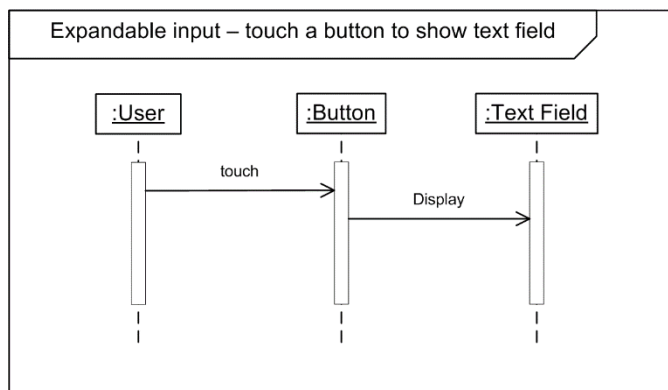 Expandable input – touch a button to show text field
:User
:Button
:Text Field
touch
Display